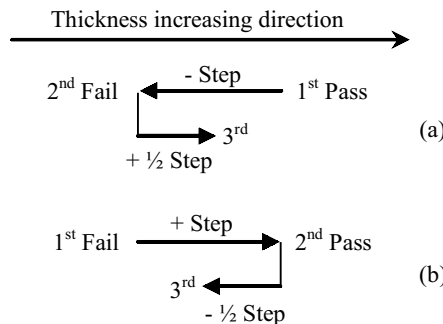 Thickness increasing direction
- Step
2nd Fail 1st Pass
3rd (a)
+ ½ Step
+ Step
1st Fail 2nd Pass
3rd (b)
- ½ Step